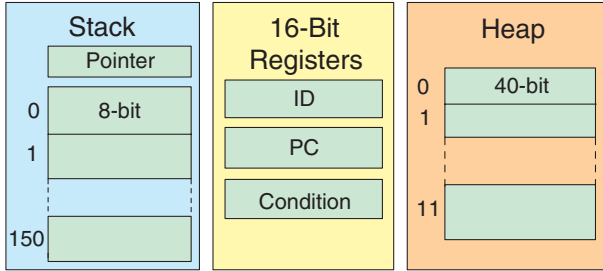 Stack
Pointer
0
8-bit
1
150
16-Bit
Registers
ID
PC
Condition
Heap
0
40-bit
1
11